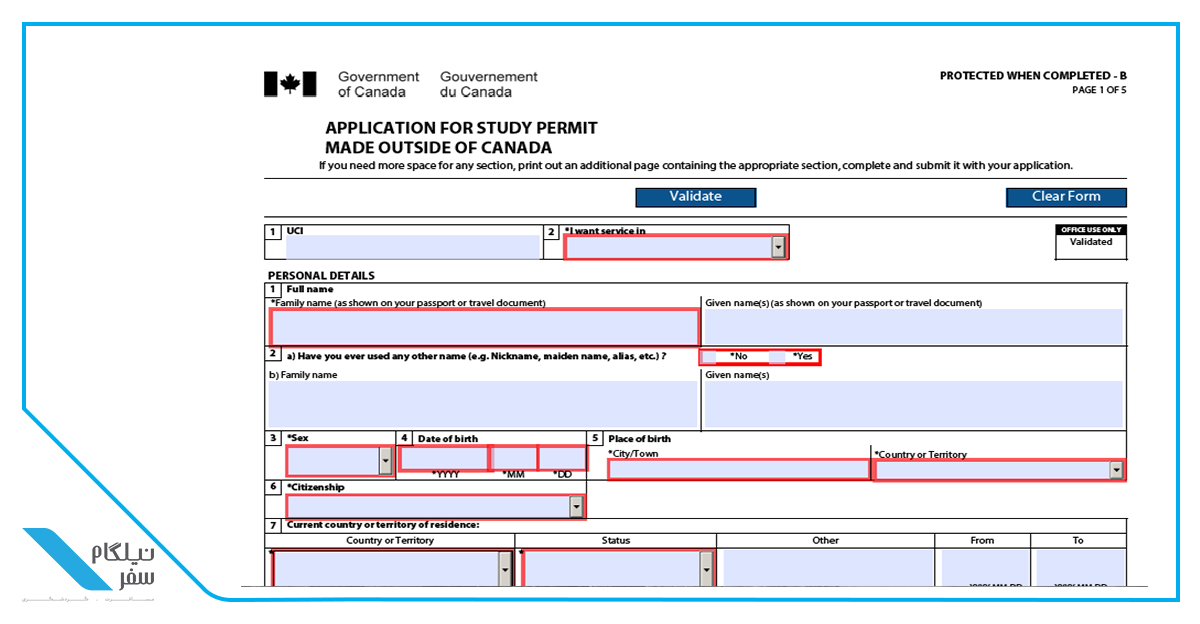 Government of Canada
Gouvernement du Canada
PROTECTED WHEN COMPLETED - B
PAGE 1 OF 5
APPLICATION FOR STUDY PERMIT
MADE OUTSIDE OF CANADA
If you need more space for any section, print out an additional page containing the appropriate section, complete and submit it with your application.
Validate
Clear Form
1 UCI
2 *I want service in
OFFICE USE ONLY
Validated
PERSONAL DETAILS
1 Full name
*Family name (as shown on your passport or travel document)
Given name(s) (as shown on your passport or travel document)
2 a) Have you ever used any other name (e.g. Nickname, maiden name, alias, etc.) ?
*No *Yes
b) Family name
Given name(s)
3 *Sex
4 Date of birth
*YYYY *MM *DD
5 Place of birth
*City/Town
*Country or Territory
6 *Citizenship
7 Current country or territory of residence:
Country or Territory Status Other From To
* *
نیلگام
سفر